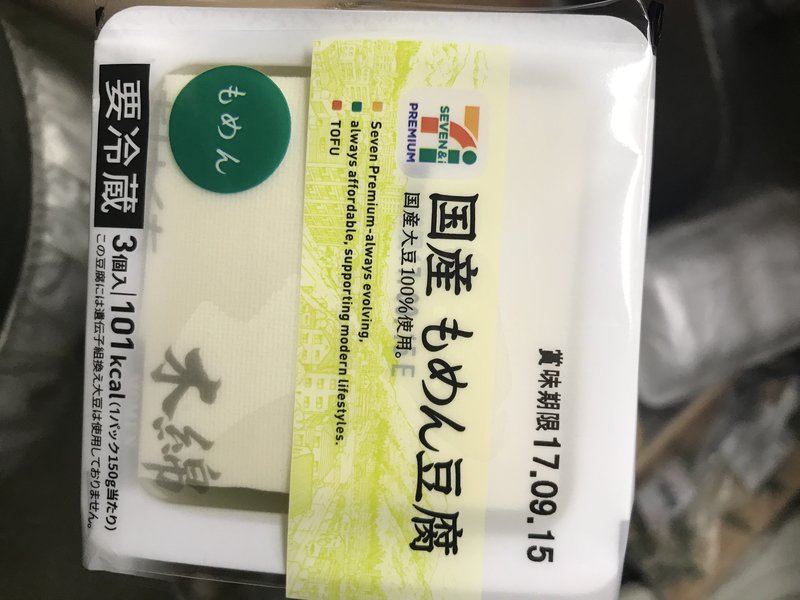 賞味期限17.09.15
SEVEN&i
PREMIUM
国産 もめん豆腐
国産大豆100%使用。
Seven Premium-always evolving,
always affordable, supporting modern lifestyles.
TOFU
もめん
木綿
要冷蔵
3個入 101kcal(1パック150g当たり)
この豆腐には遺伝子組換え大豆は使用しておりません。